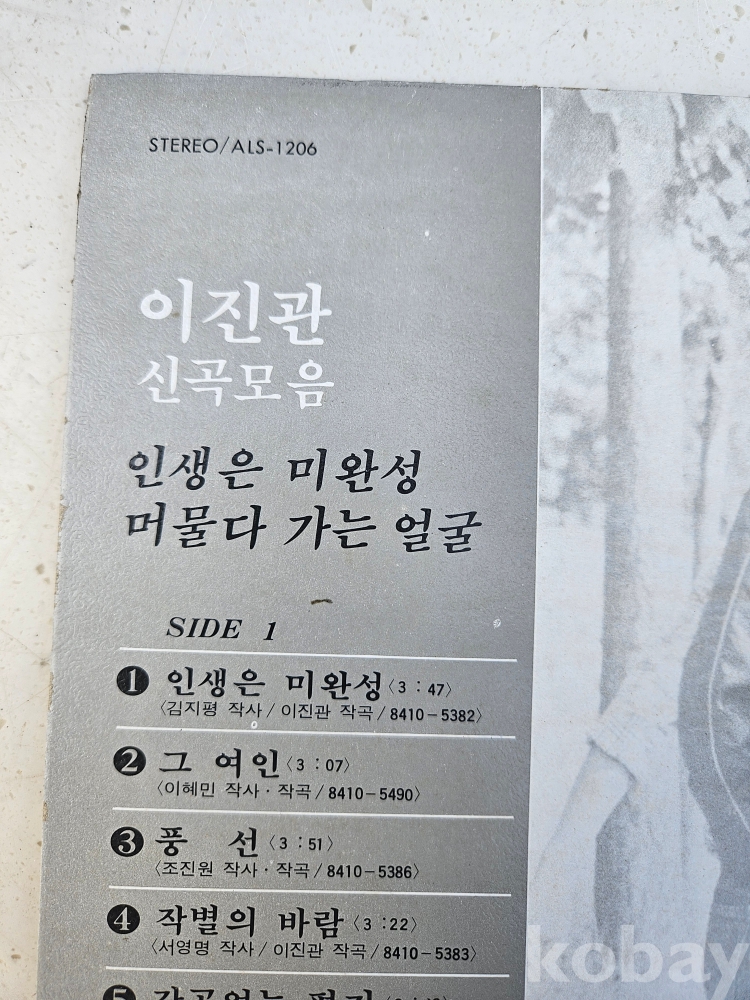 STEREO/ALS-1206
이진관
신곡모음
인생은 미완성
머물다 가는 얼굴
SIDE 1
❶ 인생은 미완성〈3 : 47〉
〈김지평 작사 / 이진관 작곡 / 8410-5382〉
❷ 그 여인〈3 : 07〉
〈이혜민 작사 · 작곡 / 8410-5490〉
❸ 풍 선〈3 : 51〉
〈조진원 작사 · 작곡 / 8410-5386〉
❹ 작별의 바람〈3 : 22〉
〈서영명 작사 / 이진관 작곡 / 8410-5383〉
❺
kobay